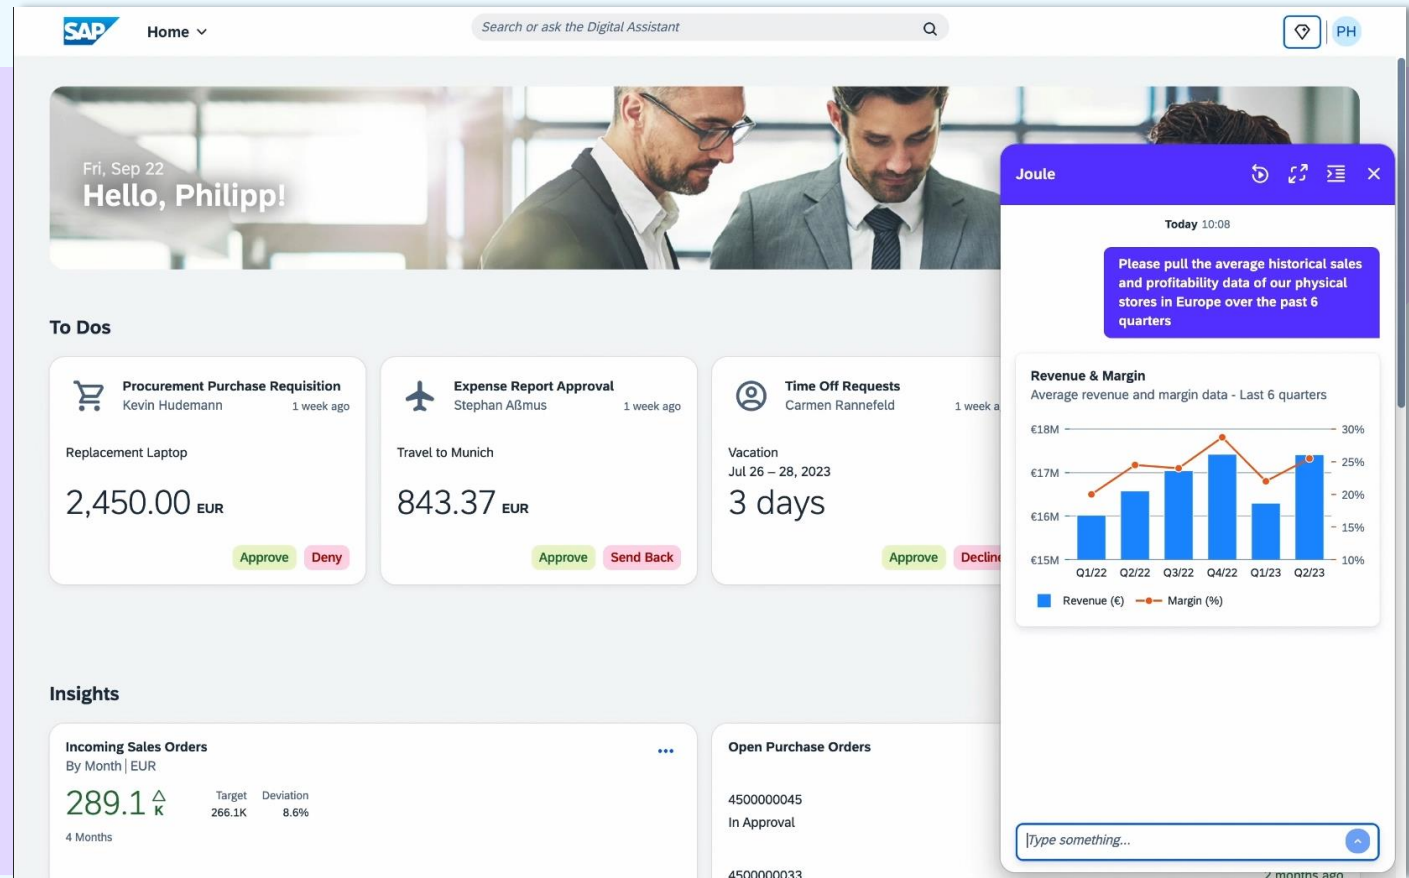 SAP
Home
Search or ask the Digital Assistant
PH
Fri, Sep 22
Hello, Philipp!
To Dos
Procurement Purchase Requisition
Kevin Hudemann 1 week ago
Replacement Laptop
2,450.00 EUR
Approve Deny
Expense Report Approval
Stephan Aßmus 1 week ago
Travel to Munich
843.37 EUR
Approve Send Back
Time Off Requests
Carmen Rannefeld 1 week a
Vacation
Jul 26 – 28, 2023
3 days
Approve Decline
Insights
Incoming Sales Orders
By Month | EUR
289.1 K
Target Deviation
266.1K 8.6%
4 Months
Open Purchase Orders
4500000045
In Approval
4500000033
2 months ago
Joule
Today 10:08
Please pull the average historical sales
and profitability data of our physical
stores in Europe over the past 6
quarters
Revenue & Margin
Average revenue and margin data - Last 6 quarters
€18M 30%
25%
€17M
20%
€16M
15%
€15M 10%
Q1/22 Q2/22 Q3/22 Q4/22 Q1/23 Q2/23
Revenue (€) Margin (%)
Type something...